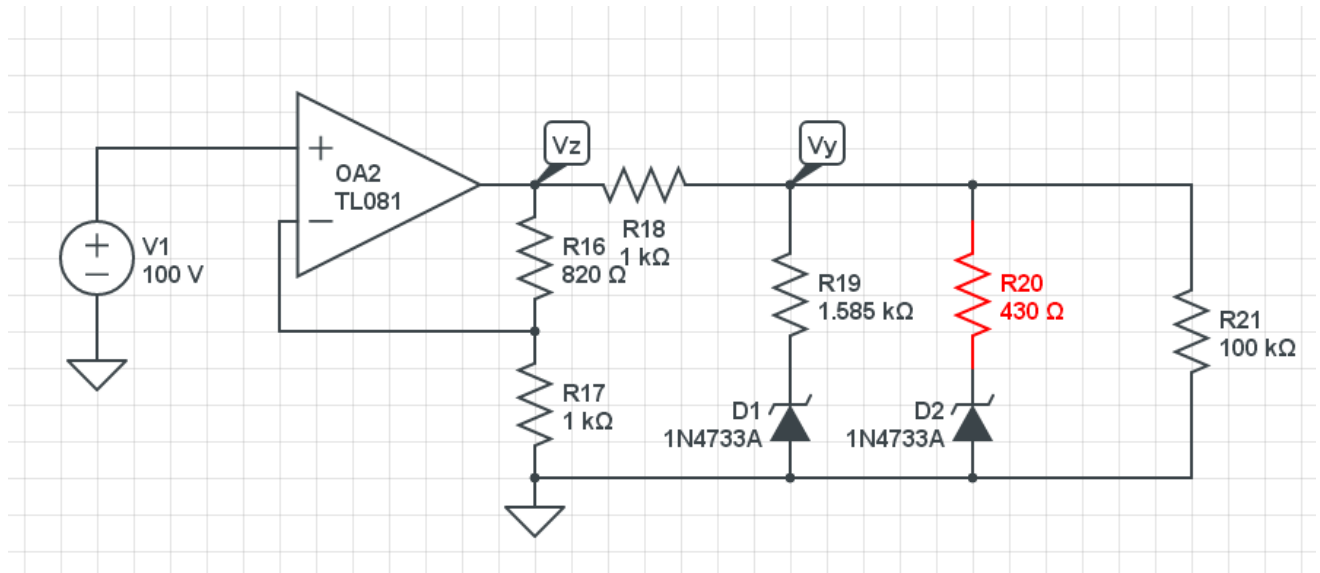 Vz
Vy
OA2
TL081
V1
100 V
R16
820 Ω
R18
1 kΩ
R19
1.585 kΩ
R20
430 Ω
R21
100 kΩ
R17
1 kΩ
D1
1N4733A
D2
1N4733A